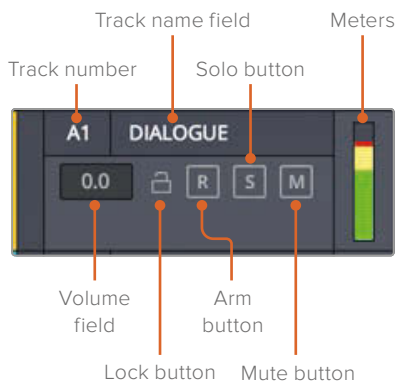 Track name field
Meters
Track number
Solo button
A1 DIALOGUE
0.0 R S M
Volume
field
Arm
button
Lock button
Mute button